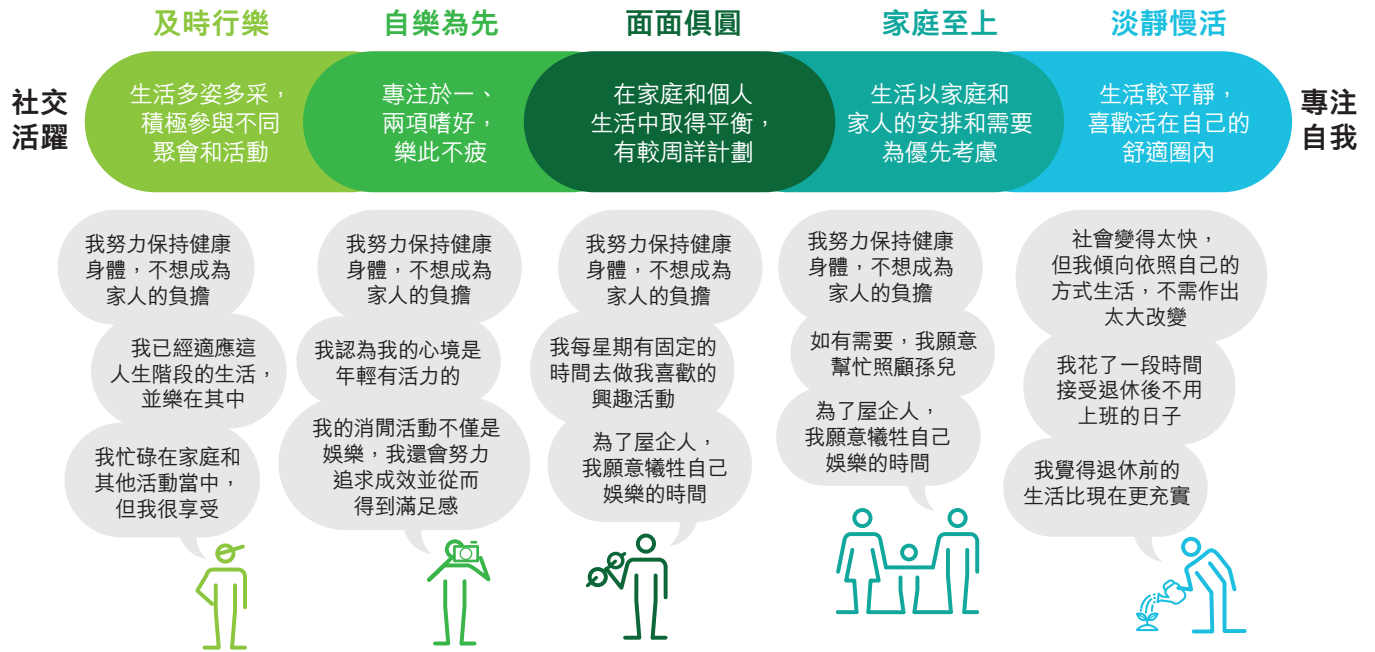 及時行樂
自樂為先
面面俱圓
家庭至上
淡靜慢活
社交
活躍
生活多姿多采，
積極參與不同
聚會和活動
專注於一、
兩項嗜好，
樂此不疲
在家庭和個人
生活中取得平衡，
有較周詳計劃
生活以家庭和
家人的安排和需要
為優先考慮
生活較平靜，
喜歡活在自己的
舒適圈內
專注
自我
我努力保持健康
身體，不想成為
家人的負擔
我已經適應這
人生階段的生活，
並樂在其中
我忙碌在家庭和
其他活動當中，
但我很享受
我努力保持健康
身體，不想成為
家人的負擔
我認為我的心境是
年輕有活力的
我的消閒活動不僅是
娛樂，我還會努力
追求成效並從而
得到滿足感
我努力保持健康
身體，不想成為
家人的負擔
我每星期有固定的
時間去做我喜歡的
興趣活動
為了屋企人，
我願意犧牲自己
娛樂的時間
我努力保持健康
身體，不想成為
家人的負擔
如有需要，我願意
幫忙照顧孫兒
為了屋企人，
我願意犧牲自己
娛樂的時間
社會變得太快，
但我傾向依照自己的
方式生活，不需作出
太大改變
我花了一段時間
接受退休後不用
上班的日子
我覺得退休前的
生活比現在更充實